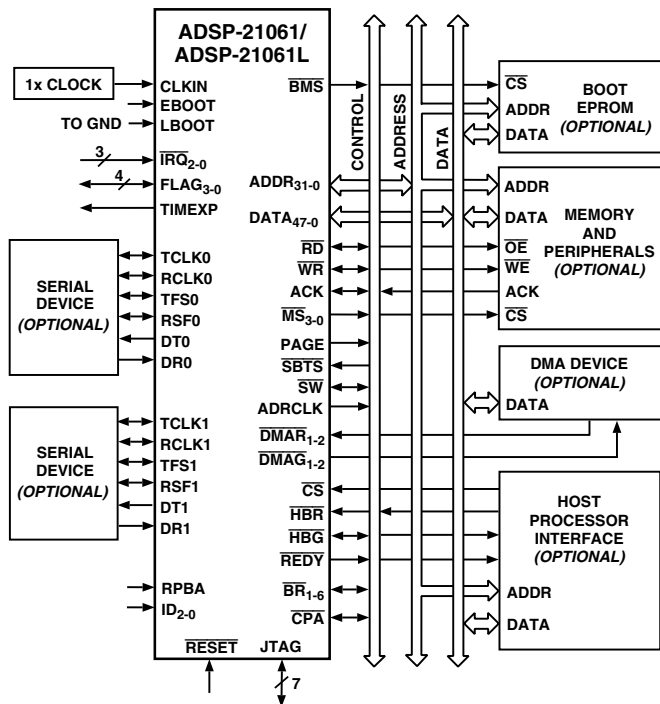 ADSP-21061/
ADSP-21061L
1x CLOCK
CLKIN
EBOOT
TO GND
LBOOT
3
IRQ2-0
4
FLAG3-0
TIMEXP
SERIAL
DEVICE
(OPTIONAL)
TCLK0
RCLK0
TFS0
RSF0
DT0
DR0
SERIAL
DEVICE
(OPTIONAL)
TCLK1
RCLK1
TFS1
RSF1
DT1
DR1
RPBA
ID2-0
RESET
JTAG
7
BMS
ADDR31-0
DATA47-0
RD
WR
ACK
MS3-0
PAGE
SBTS
SW
ADRCLK
DMAR1-2
DMAG1-2
CS
HBR
HBG
REDY
BR1-6
CPA
CONTROL
ADDRESS
DATA
CS
ADDR
DATA
BOOT
EPROM
(OPTIONAL)
ADDR
DATA
OE
WE
ACK
CS
MEMORY
AND
PERIPHERALS
(OPTIONAL)
DMA DEVICE
(OPTIONAL)
DATA
HOST
PROCESSOR
INTERFACE
(OPTIONAL)
ADDR
DATA